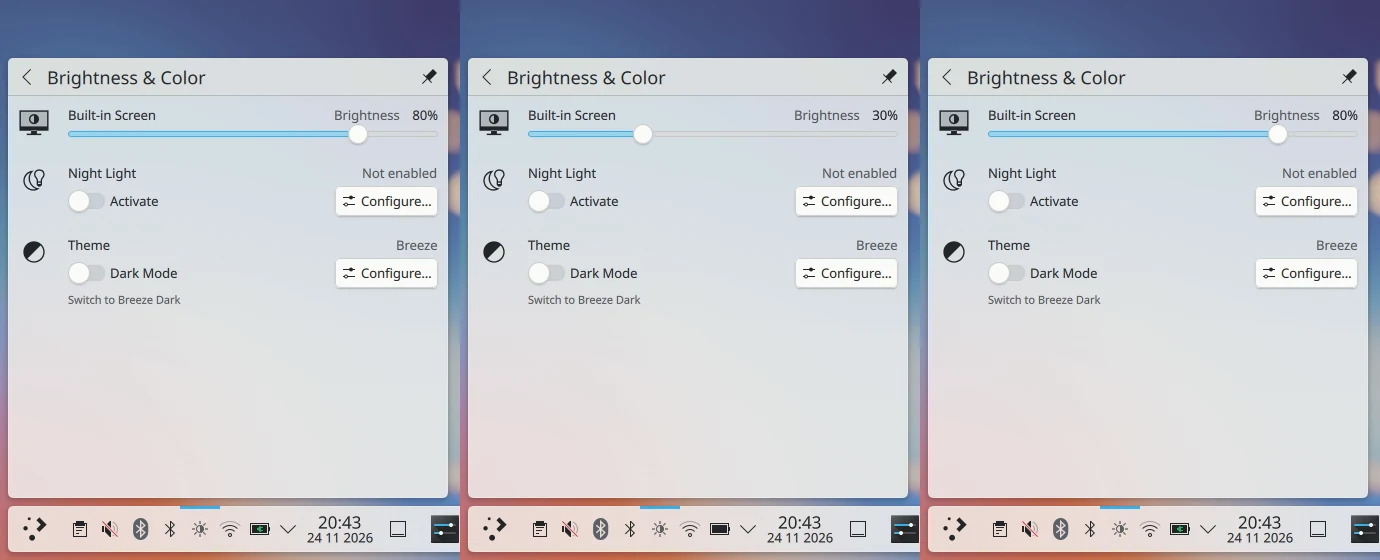 Brightness & Color
Built-in Screen Brightness 80%
Night Light Not enabled
Activate Configure...
Theme Breeze
Dark Mode Configure...
Switch to Breeze Dark
20:43
24 11 2026
Brightness & Color
Built-in Screen Brightness 30%
Night Light Not enabled
Activate Configure...
Theme Breeze
Dark Mode Configure...
Switch to Breeze Dark
20:43
24 11 2026
Brightness & Color
Built-in Screen Brightness 80%
Night Light Not enabled
Activate Configure...
Theme Breeze
Dark Mode Configure...
Switch to Breeze Dark
20:43
24 11 2026